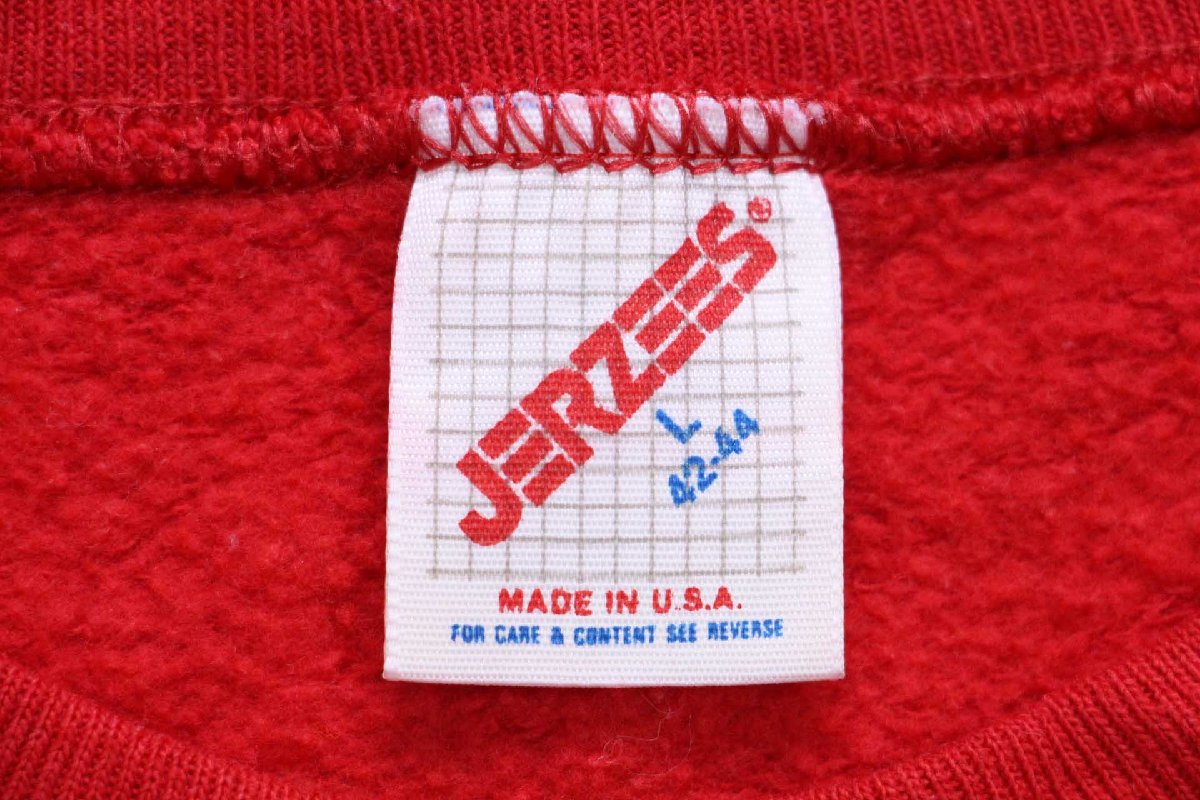 JERZEES®
L
42-44
MADE IN U.S.A.
FOR CARE & CONTENT SEE REVERSE